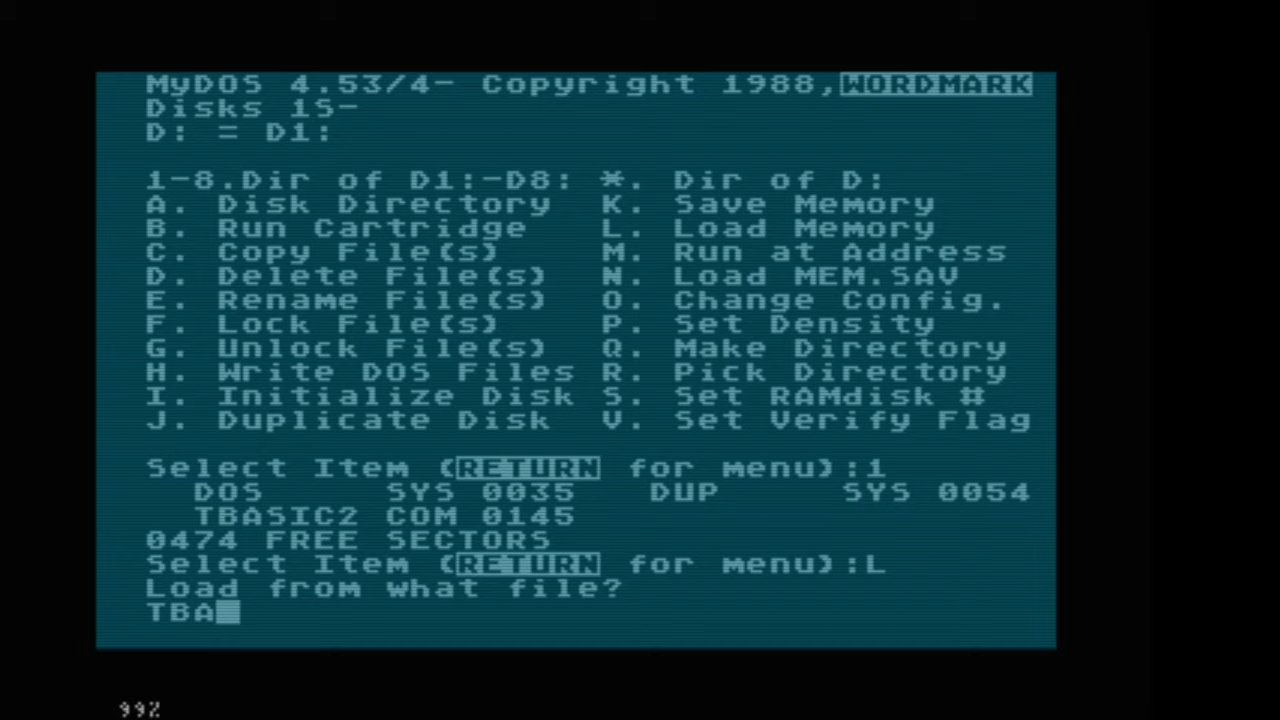 MyDOS 4.53/4- Copyright 1988,WORDMARK
Disks 1S-
D: = D1:
1-8.Dir of D1:-D8: *. Dir of D:
A. Disk Directory K. Save Memory
B. Run Cartridge L. Load Memory
C. Copy File(s) M. Run at Address
D. Delete File(s) N. Load MEM.SAV
E. Rename File(s) O. Change Config.
F. Lock File(s) P. Set Density
G. Unlock File(s) Q. Make Directory
H. Write DOS Files R. Pick Directory
I. Initialize Disk S. Set RAMdisk #
J. Duplicate Disk V. Set Verify Flag
Select Item (RETURN for menu):1
DOS SYS 0035 DUP SYS 0054
TBASIC2 COM 0145
0474 FREE SECTORS
Select Item (RETURN for menu):L
Load from what file?
TBA
99%